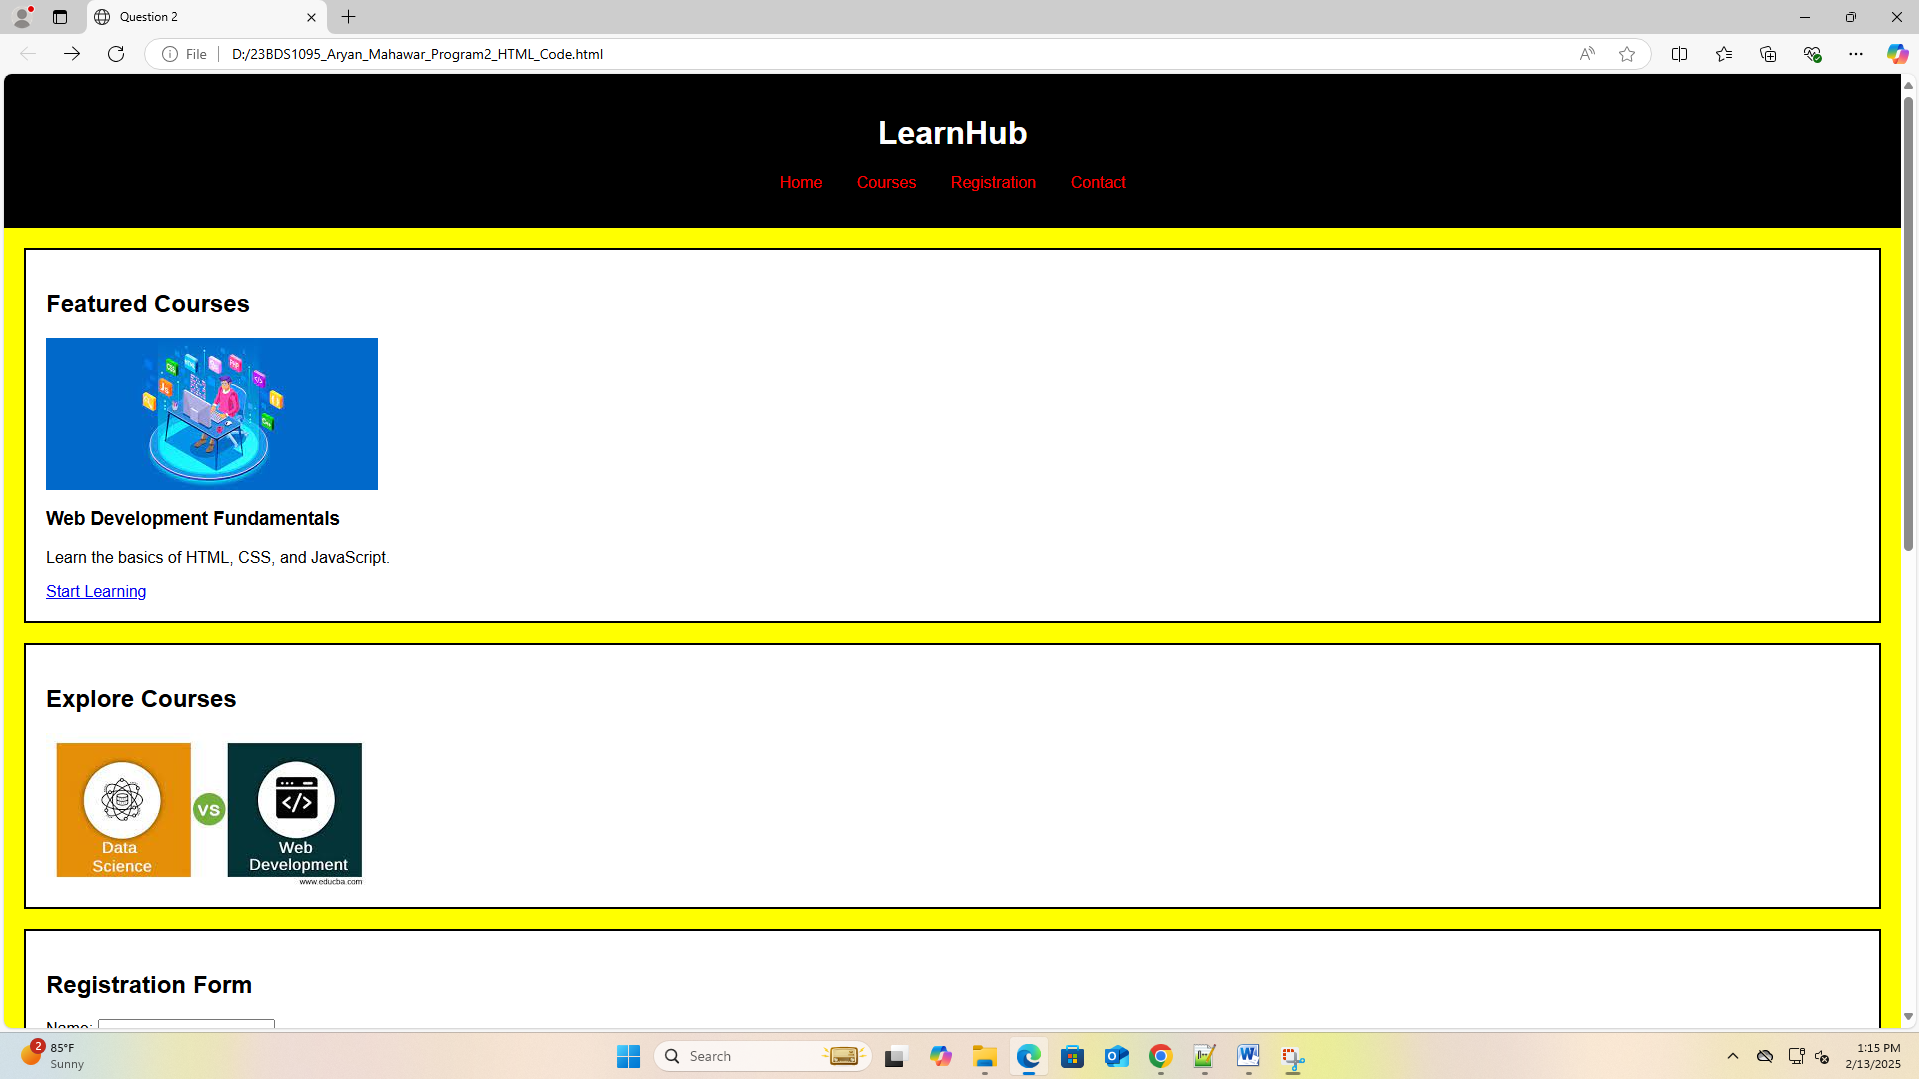 Question 2
File
D:/23BDS1095_Aryan_Mahawar_Program2_HTML_Code.html
LearnHub
Home Courses Registration Contact
Featured Courses
Web Development Fundamentals
Learn the basics of HTML, CSS, and JavaScript.
Start Learning
Explore Courses
VS
Data
Science
Web
Development
www.educba.com
Registration Form
Name:
2
85°F
Sunny
Search
1:15 PM
2/13/2025